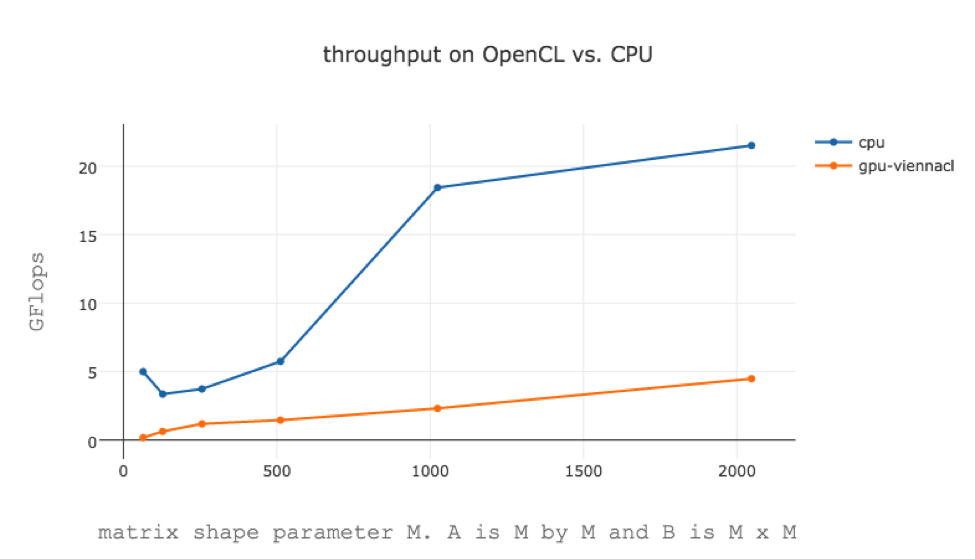 throughput on OpenCL vs. CPU
cpu
gpu-viennacl
20
15
10
5
0
GFlops
0 500 1000 1500 2000
matrix shape parameter M. A is M by M and B is M x M